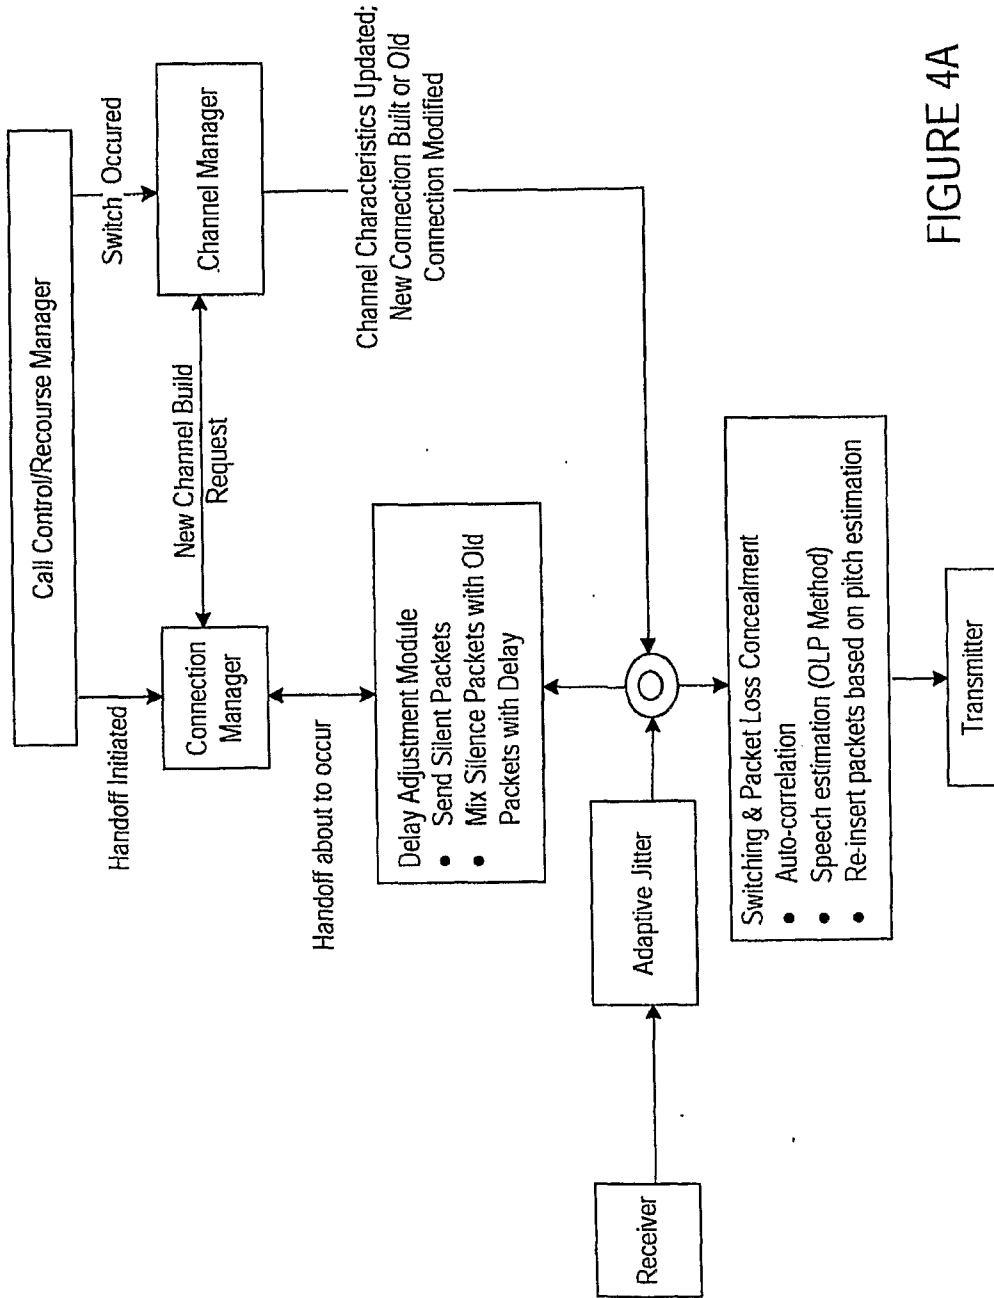 Call Control/Recourse Manager
Handoff Initiated
Switch Occured
Connection
Manager
New Channel Build
Request
Channel Manager
Handoff about to occur
Channel Characteristics Updated;
New Connection Built or Old
Connection Modified
Delay Adjustment Module
● Send Silent Packets
● Mix Silence Packets with Old
Packets with Delay
Receiver
Adaptive Jitter
Switching & Packet Loss Concealment
● Auto-correlation
● Speech estimation (OLP Method)
● Re-insert packets based on pitch estimation
Transmitter
FIGURE 4A